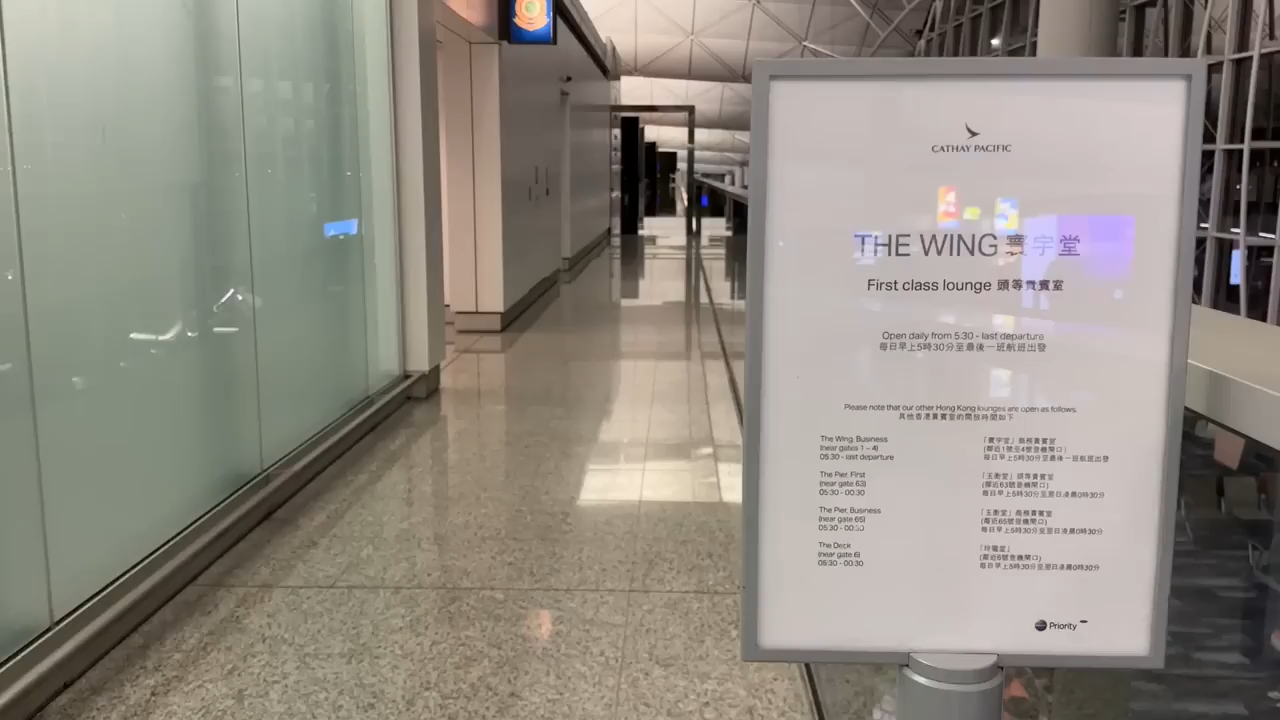 CATHAY PACIFIC
THE WING 寰宇堂
First class lounge 頭等貴賓室
Open daily from 5:30 - last departure
每日早上5時30分至最後一班航班出發
Please note that our other Hong Kong lounges are open as follows.
其他香港貴賓室的開放時間如下
The Wing, Business
(near gates 1 – 4)
05:30 - last departure
「寰宇堂」商務貴賓室
(鄰近1號至4號登機閘口)
每日早上5時30分至最後一班航班出發
The Pier, First
(near gate 63)
05:30 - 00:30
「玉衡堂」頭等貴賓室
(鄰近63號登機閘口)
每日早上5時30分至翌日凌晨0時30分
The Pier, Business
(near gate 65)
05:30 - 00:30
「玉衡堂」商務貴賓室
(鄰近65號登機閘口)
每日早上5時30分至翌日凌晨0時30分
The Deck
(near gate 6)
05:30 - 00:30
「玲瓏堂」
(鄰近6號登機閘口)
每日早上5時30分至翌日凌晨0時30分
Priority